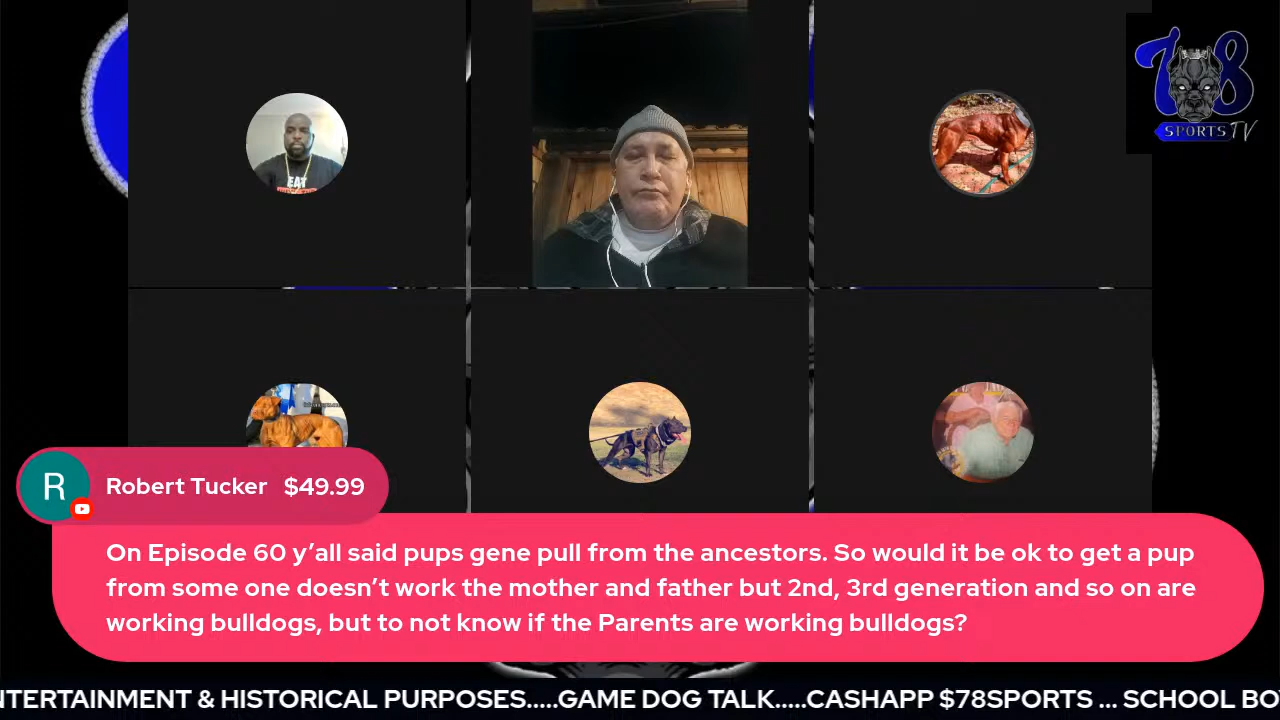 78
SPORTS TV
EAT
R
Robert Tucker $49.99
On Episode 60 y’all said pups gene pull from the ancestors. So would it be ok to get a pup
from some one doesn’t work the mother and father but 2nd, 3rd generation and so on are
working bulldogs, but to not know if the Parents are working bulldogs?
NTERTAINMENT & HISTORICAL PURPOSES.....GAME DOG TALK.....CASHAPP $78SPORTS ... SCHOOL BO